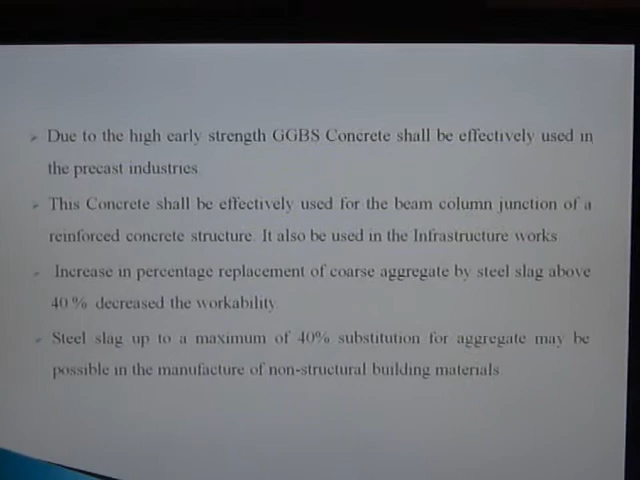 Due to the high early strength GGBS Concrete shall be effectively used in
the precast industries.
This Concrete shall be effectively used for the beam column junction of a
reinforced concrete structure. It also be used in the Infrastructure works
Increase in percentage replacement of coarse aggregate by steel slag above
40 % decreased the workability.
Steel slag up to a maximum of 40% substitution for aggregate may be
possible in the manufacture of non-structural building materials